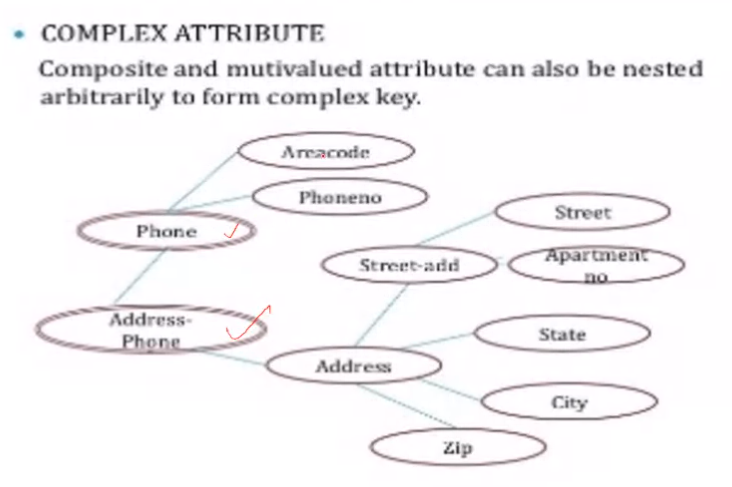 COMPLEX ATTRIBUTE
Composite and mutivalued attribute can also be nested
arbitrarily to form complex key.
Areacode
Phoneno
Phone
Street
Street-add
Apartment
no
Address-
Phone
State
Address
City
Zip